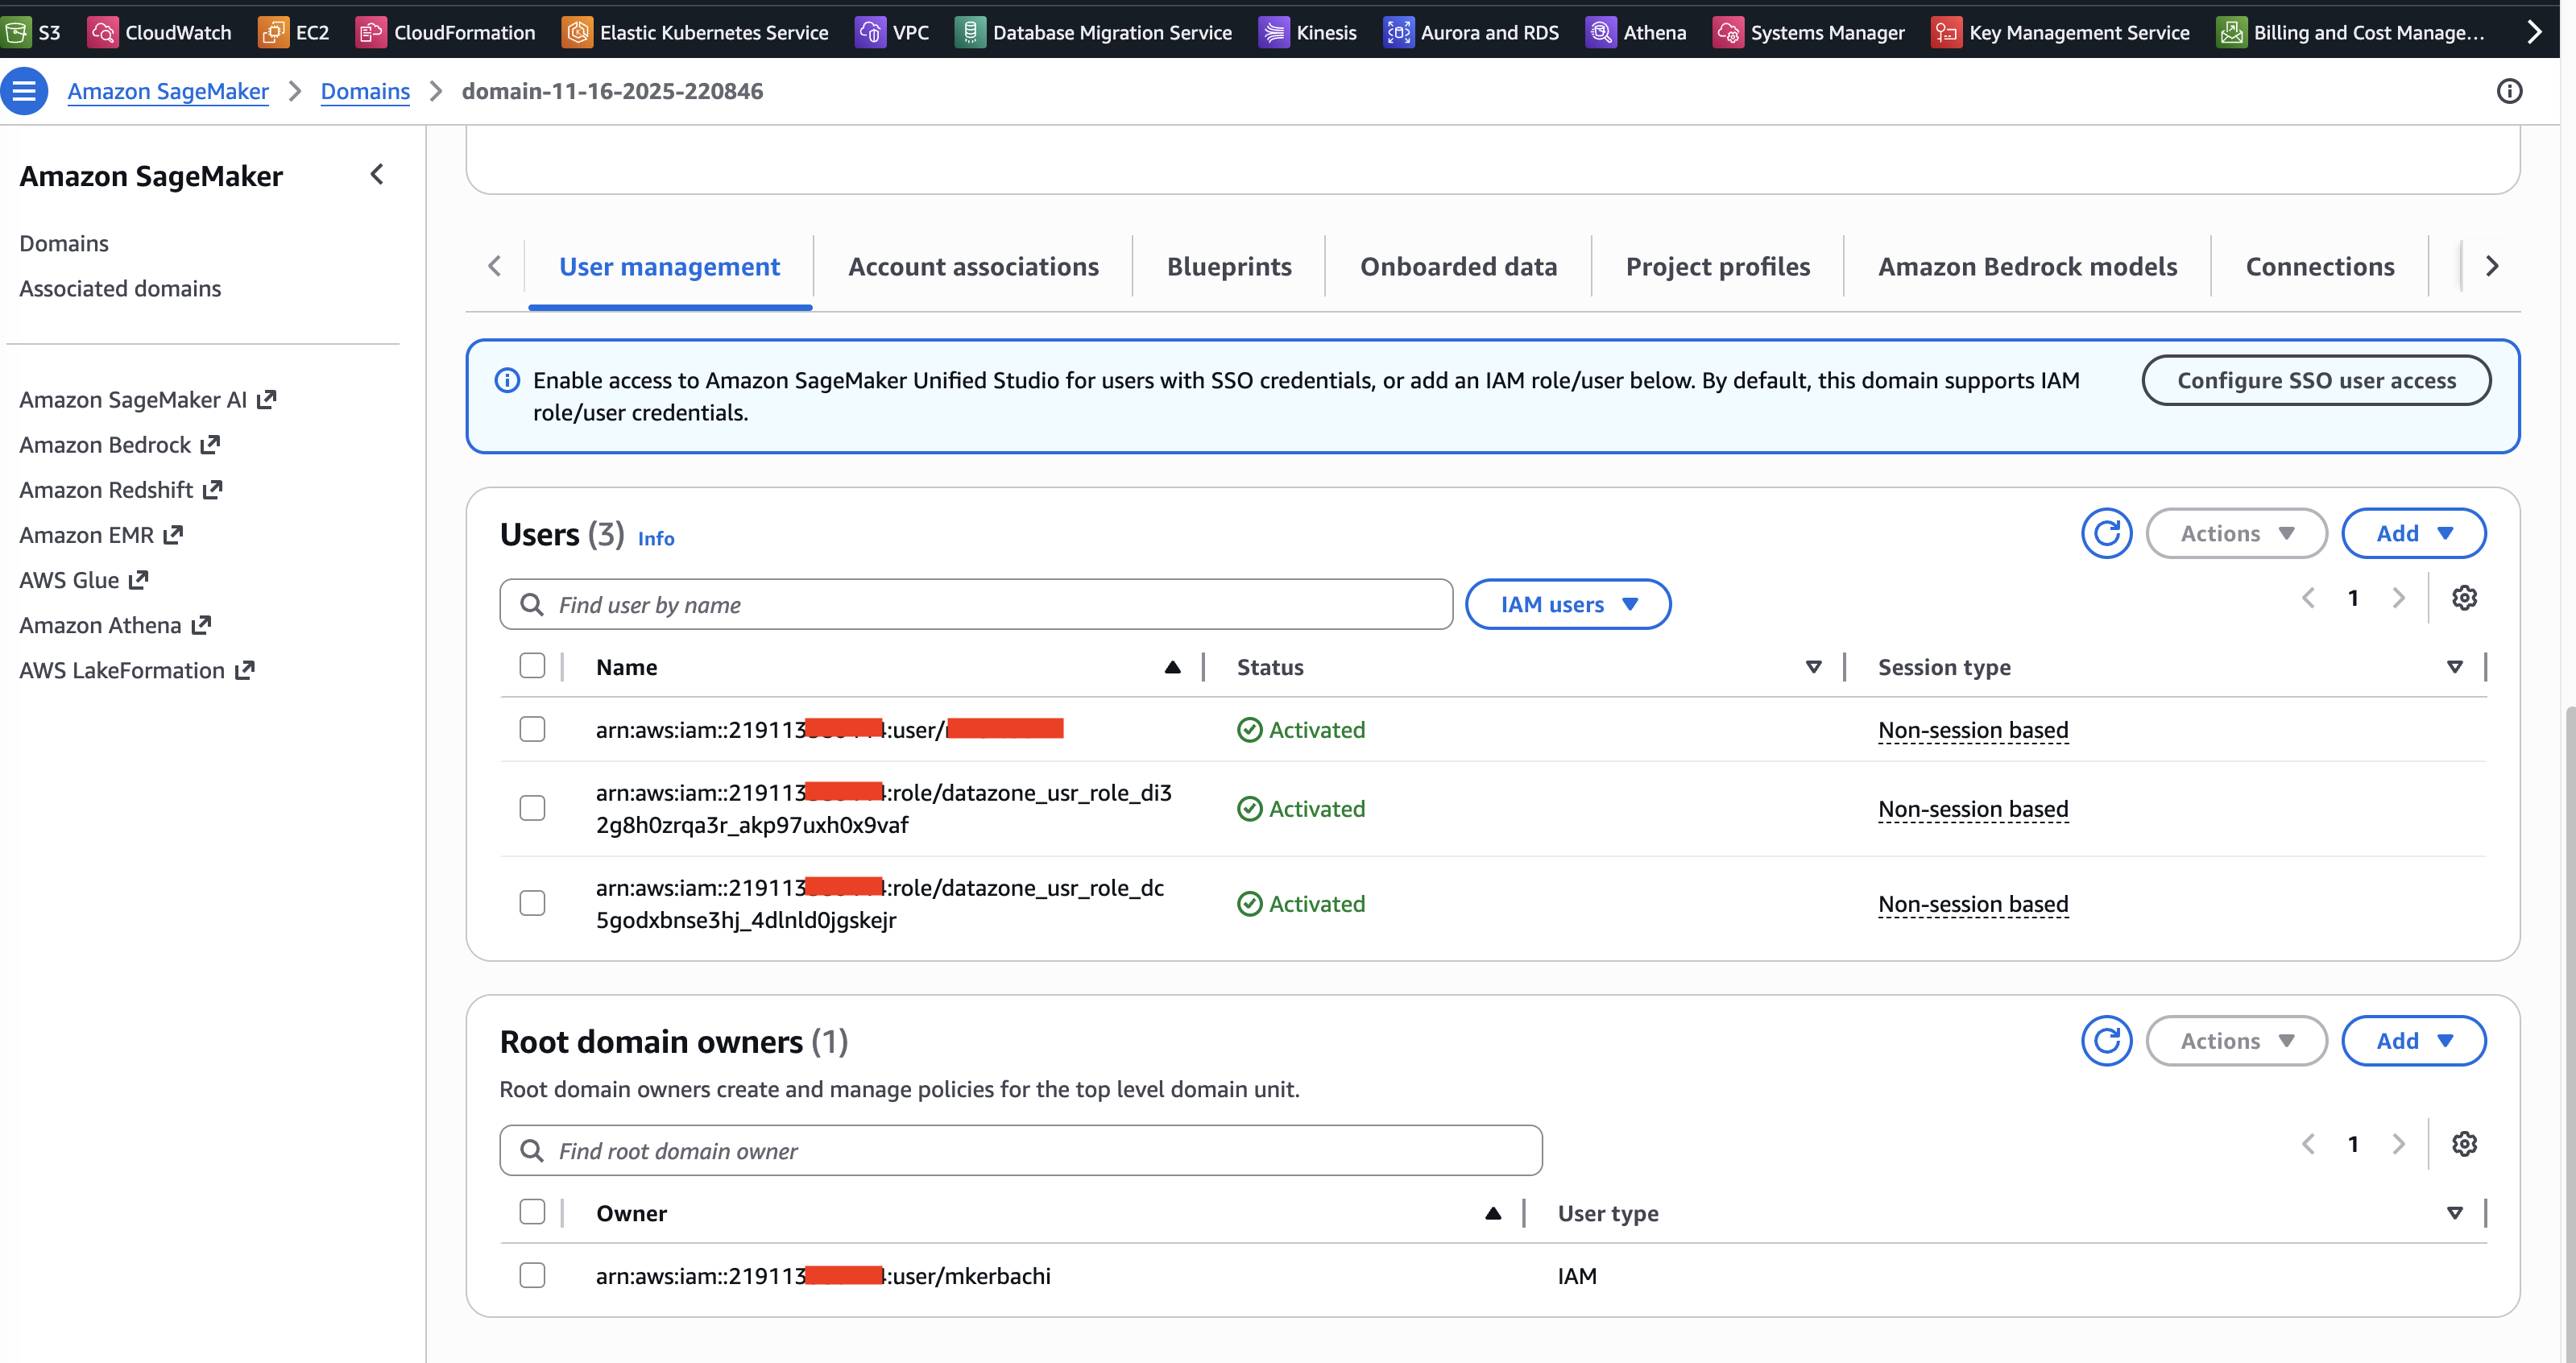 S3 CloudWatch EC2 CloudFormation Elastic Kubernetes Service VPC Database Migration Service Kinesis Aurora and RDS Athena Systems Manager Key Management Service Billing and Cost Manage...
Amazon SageMaker > Domains > domain-11-16-2025-220846
Amazon SageMaker
Domains
Associated domains
Amazon SageMaker AI
Amazon Bedrock
Amazon Redshift
Amazon EMR
AWS Glue
Amazon Athena
AWS LakeFormation
User management Account associations Blueprints Onboarded data Project profiles Amazon Bedrock models Connections
Enable access to Amazon SageMaker Unified Studio for users with SSO credentials, or add an IAM role/user below. By default, this domain supports IAM
role/user credentials.
Configure SSO user access
Users (3) Info
Actions Add
Find user by name
IAM users
1
Name Status Session type
arn:aws:iam::219113 :user/ Activated Non-session based
arn:aws:iam::219113 :role/datazone_usr_role_di3
2g8h0zrqa3r_akp97uxh0x9vaf
Activated Non-session based
arn:aws:iam::219113 :role/datazone_usr_role_dc
5godxbnse3hj_4dlnld0jgskejr
Activated Non-session based
Root domain owners (1)
Actions Add
Root domain owners create and manage policies for the top level domain unit.
Find root domain owner
1
Owner User type
arn:aws:iam::219113 :user/mkerbachi IAM